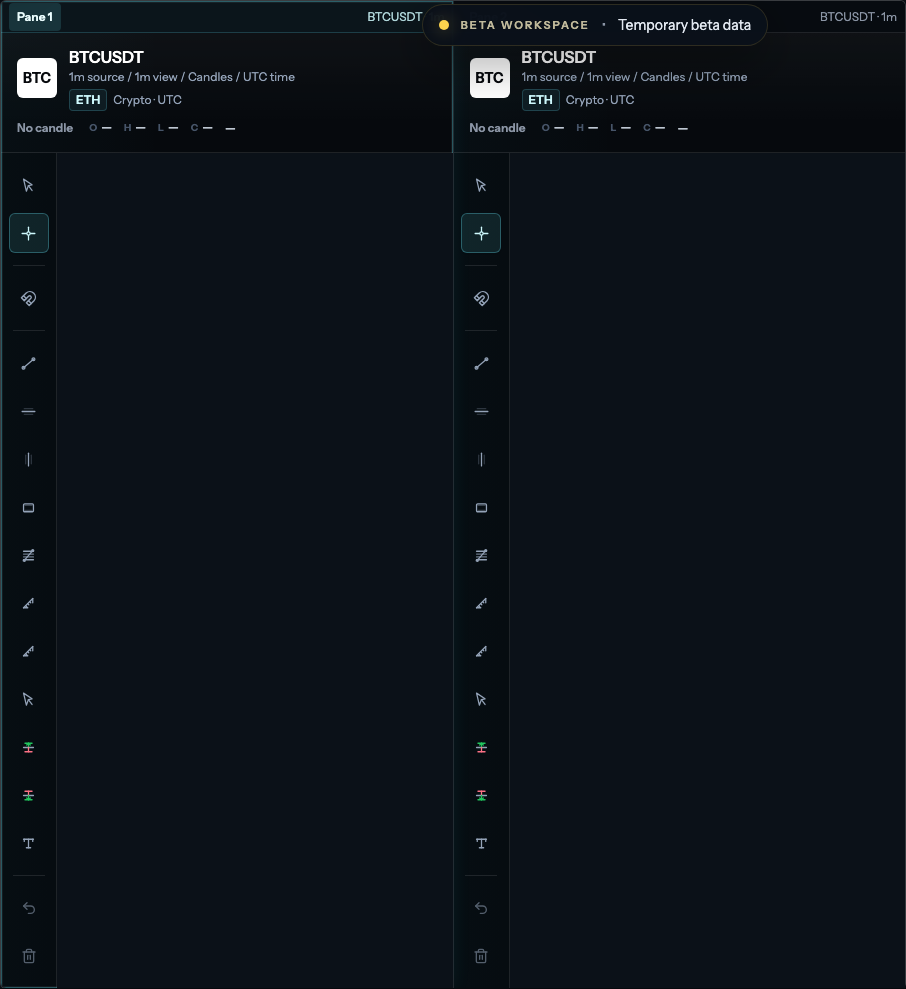 Pane 1
BTCUSDT
BETA WORKSPACE · Temporary beta data
BTCUSDT · 1m
BTC
BTCUSDT
1m source / 1m view / Candles / UTC time
ETH Crypto · UTC
No candle O — H — L — C — —
BTC
BTCUSDT
1m source / 1m view / Candles / UTC time
ETH Crypto · UTC
No candle O — H — L — C — —